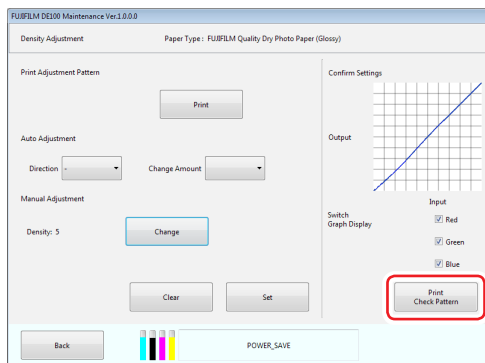 FUJIFILM DE100 Maintenance Ver.1.0.0.0
Density Adjustment
Paper Type : FUJIFILM Quality Dry Photo Paper (Glossy)
Print Adjustment Pattern
Print
Auto Adjustment
Direction -
Change Amount
Manual Adjustment
Density: 5
Change
Clear
Set
Confirm Settings
Output
Input
Switch
Graph Display
Red
Green
Blue
Print
Check Pattern
Back
POWER_SAVE